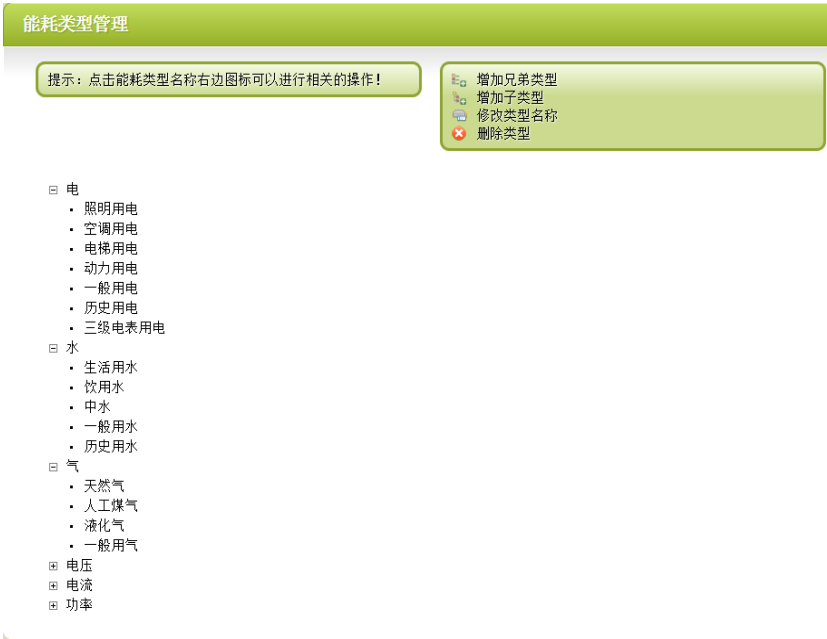 能耗类型管理
提示：点击能耗类型名称右边图标可以进行相关的操作！
增加兄弟类型
增加子类型
修改类型名称
删除类型
电
照明用电
空调用电
电梯用电
动力用电
一般用电
历史用电
三级电表用电
水
生活用水
饮用水
中水
一般用水
历史用水
气
天然气
人工煤气
液化气
一般用气
电压
电流
功率